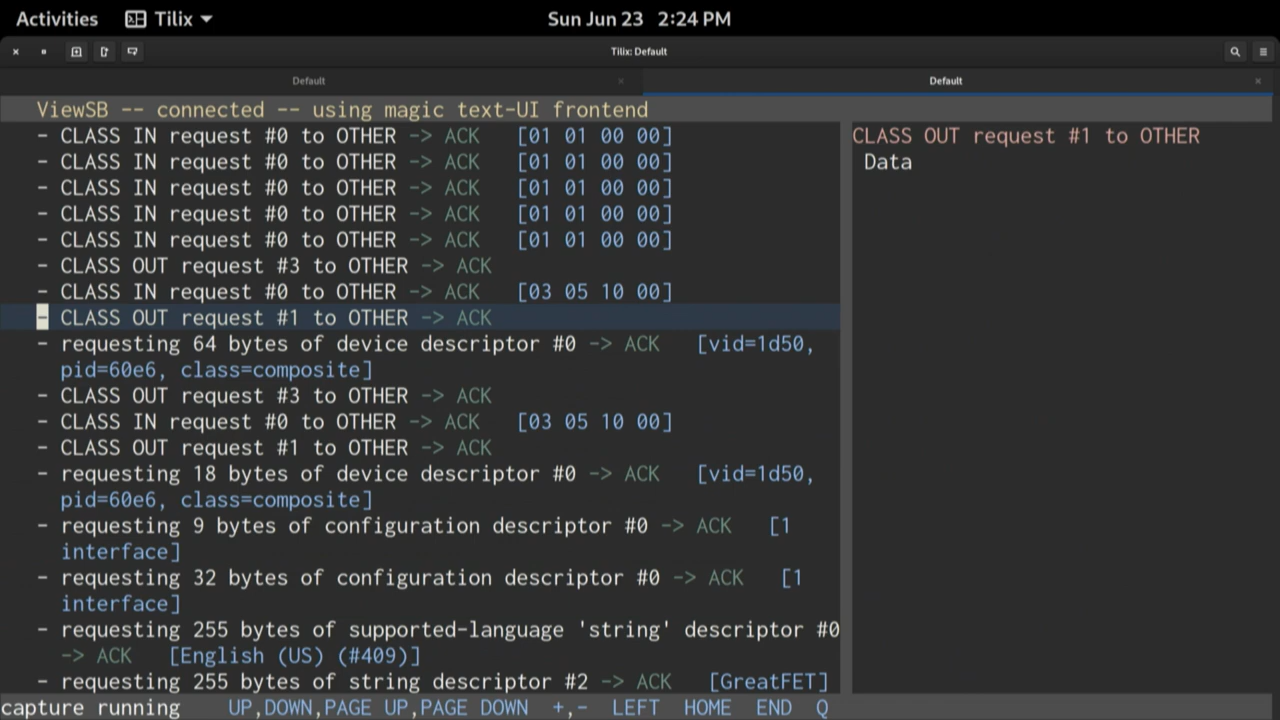 Activities Tilix Sun Jun 23 2:24 PM
Tilix: Default
Default Default
ViewSB -- connected -- using magic text-UI frontend
- CLASS IN request #0 to OTHER -> ACK [01 01 00 00]
- CLASS IN request #0 to OTHER -> ACK [01 01 00 00]
- CLASS IN request #0 to OTHER -> ACK [01 01 00 00]
- CLASS IN request #0 to OTHER -> ACK [01 01 00 00]
- CLASS IN request #0 to OTHER -> ACK [01 01 00 00]
- CLASS OUT request #3 to OTHER -> ACK
- CLASS IN request #0 to OTHER -> ACK [03 05 10 00]
- CLASS OUT request #1 to OTHER -> ACK
- requesting 64 bytes of device descriptor #0 -> ACK [vid=1d50,
pid=60e6, class=composite]
- CLASS OUT request #3 to OTHER -> ACK
- CLASS IN request #0 to OTHER -> ACK [03 05 10 00]
- CLASS OUT request #1 to OTHER -> ACK
- requesting 18 bytes of device descriptor #0 -> ACK [vid=1d50,
pid=60e6, class=composite]
- requesting 9 bytes of configuration descriptor #0 -> ACK [1
interface]
- requesting 32 bytes of configuration descriptor #0 -> ACK [1
interface]
- requesting 255 bytes of supported-language 'string' descriptor #0
-> ACK [English (US) (#409)]
- requesting 255 bytes of string descriptor #2 -> ACK [GreatFET]
CLASS OUT request #1 to OTHER
Data
capture running UP,DOWN,PAGE UP,PAGE DOWN +,- LEFT HOME END Q